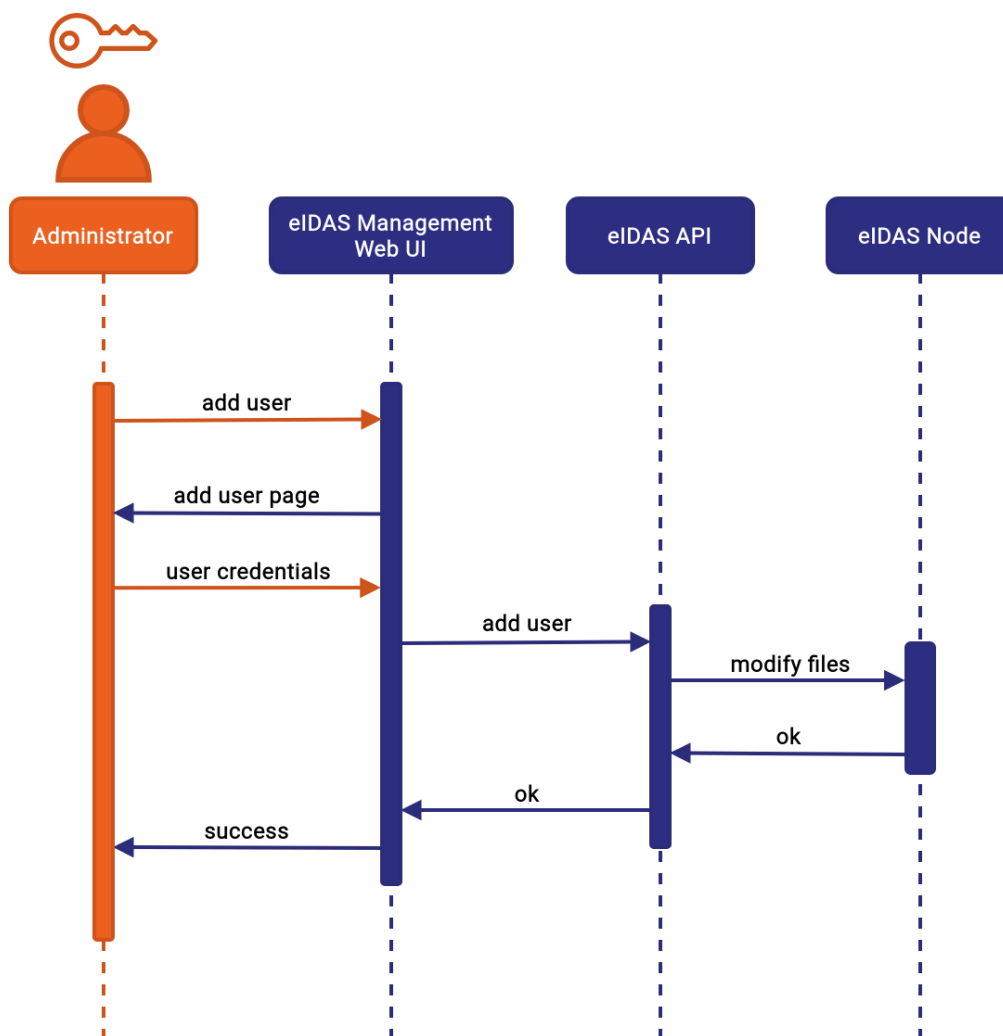 Administrator
eIDAS Management
Web UI
eIDAS API
eIDAS Node
add user
add user page
user credentials
add user
modify files
ok
ok
success